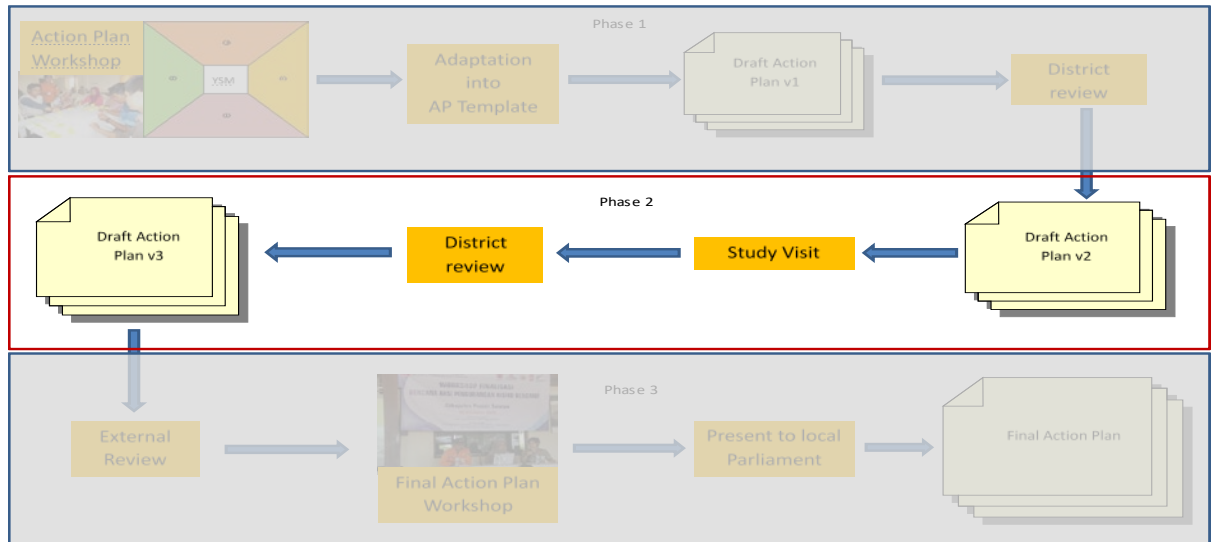 Phase 1
Action Plan
Workshop
VSM
Adaptation
into
AP Template
Draft Action
Plan v1
District
review
Phase 2
Draft Action
Plan v3
District
review
Study Visit
Draft Action
Plan v2
Phase 3
External
Review
Final Action Plan
Workshop
Present to local
Parliament
Final Action Plan